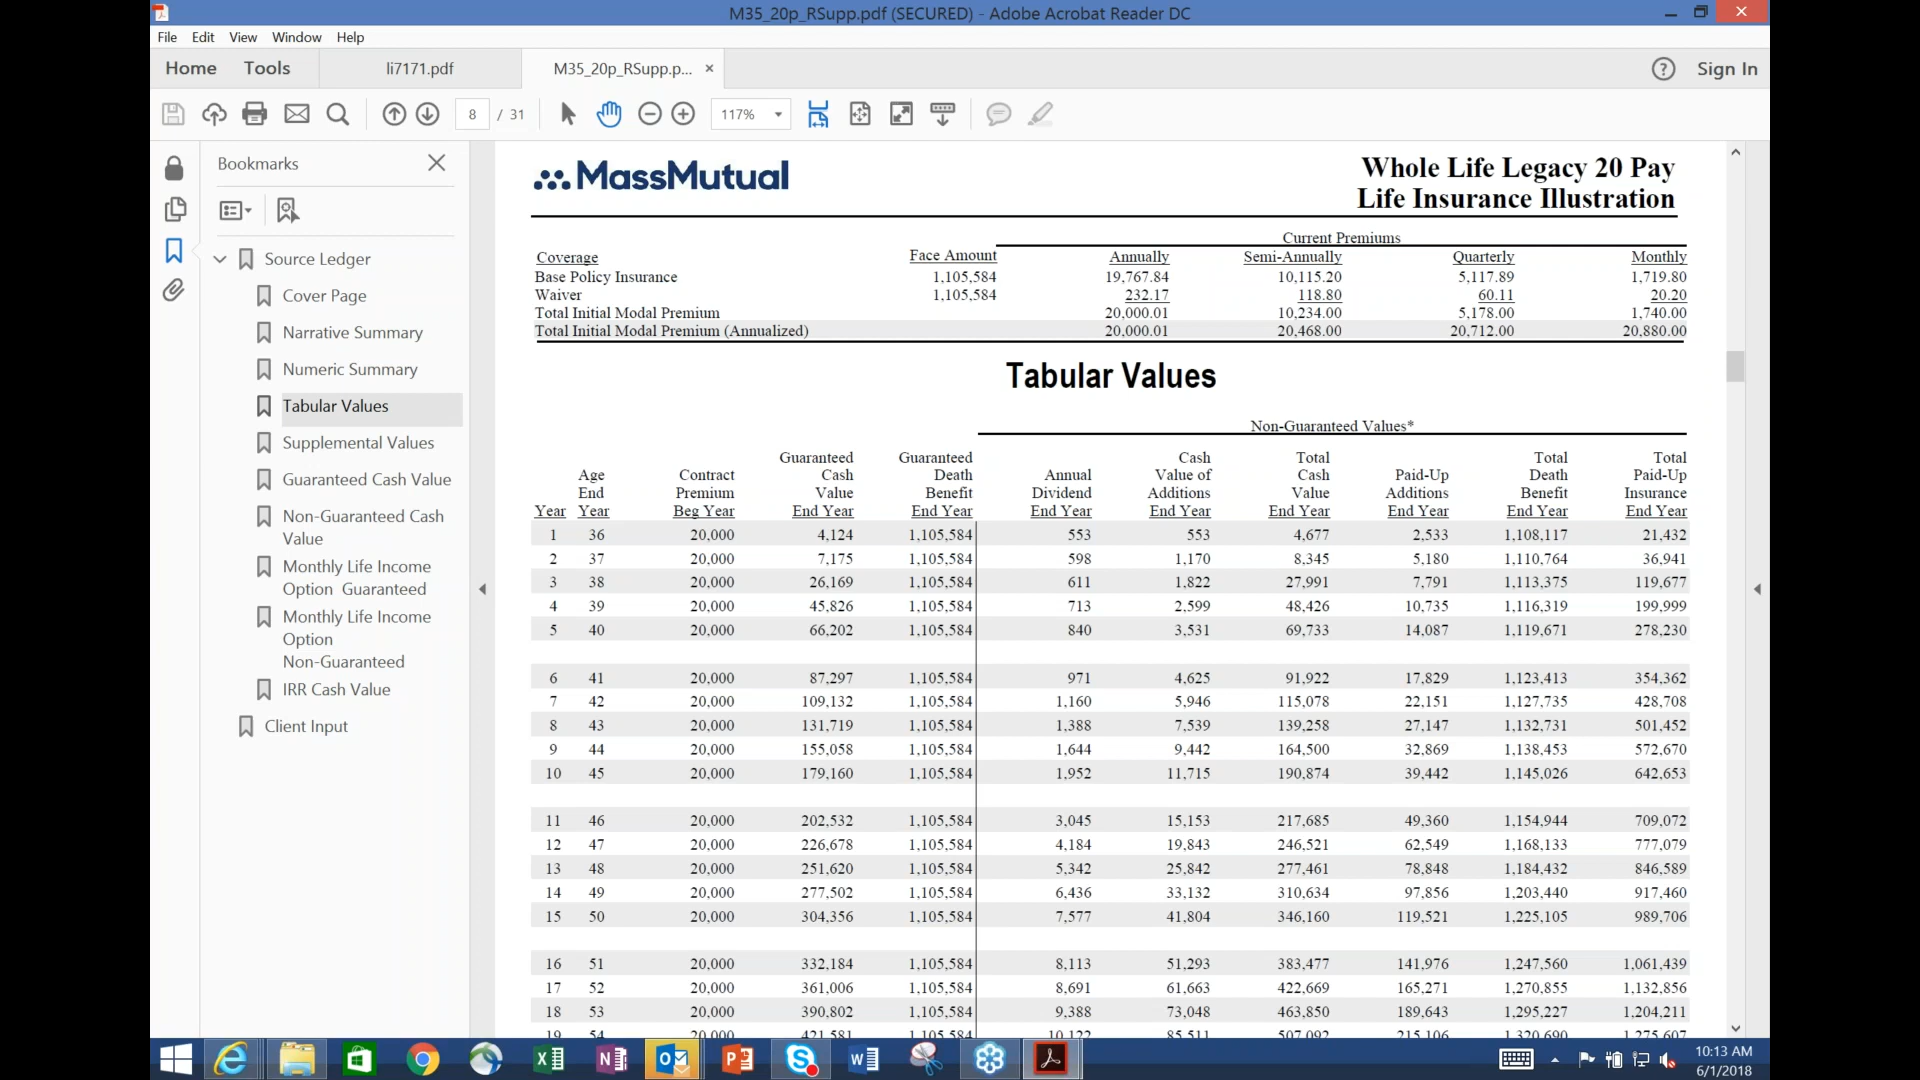 M35_20p_RSupp.pdf (SECURED) - Adobe Acrobat Reader DC
File Edit View Window Help
Home Tools li7171.pdf M35_20p_RSupp.p... × ? Sign In
8 / 31 117%
Bookmarks
Source Ledger
Cover Page
Narrative Summary
Numeric Summary
Tabular Values
Supplemental Values
Guaranteed Cash Value
Non-Guaranteed Cash
Value
Monthly Life Income
Option Guaranteed
Monthly Life Income
Option
Non-Guaranteed
IRR Cash Value
Client Input
MassMutual
Whole Life Legacy 20 Pay
Life Insurance Illustration
Current Premiums
Coverage Face Amount Annually Semi-Annually Quarterly Monthly
Base Policy Insurance 1,105,584 19,767.84 10,115.20 5,117.89 1,719.80
Waiver 1,105,584 232.17 118.80 60.11 20.20
Total Initial Modal Premium 20,000.01 10,234.00 5,178.00 1,740.00
Total Initial Modal Premium (Annualized) 20,000.01 20,468.00 20,712.00 20,880.00
Tabular Values
Non-Guaranteed Values*
Guaranteed Guaranteed Cash Total Total Total
Age Contract Cash Death Annual Value of Cash Paid-Up Death Paid-Up
End Premium Value Benefit Dividend Additions Value Additions Benefit Insurance
Year Year Beg Year End Year End Year End Year End Year End Year End Year End Year End Year
1 36 20,000 4,124 1,105,584 553 553 4,677 2,533 1,108,117 21,432
2 37 20,000 7,175 1,105,584 598 1,170 8,345 5,180 1,110,764 36,941
3 38 20,000 26,169 1,105,584 611 1,822 27,991 7,791 1,113,375 119,677
4 39 20,000 45,826 1,105,584 713 2,599 48,426 10,735 1,116,319 199,999
5 40 20,000 66,202 1,105,584 840 3,531 69,733 14,087 1,119,671 278,230
6 41 20,000 87,297 1,105,584 971 4,625 91,922 17,829 1,123,413 354,362
7 42 20,000 109,132 1,105,584 1,160 5,946 115,078 22,151 1,127,735 428,708
8 43 20,000 131,719 1,105,584 1,388 7,539 139,258 27,147 1,132,731 501,452
9 44 20,000 155,058 1,105,584 1,644 9,442 164,500 32,869 1,138,453 572,670
10 45 20,000 179,160 1,105,584 1,952 11,715 190,874 39,442 1,145,026 642,653
11 46 20,000 202,532 1,105,584 3,045 15,153 217,685 49,360 1,154,944 709,072
12 47 20,000 226,678 1,105,584 4,184 19,843 246,521 62,549 1,168,133 777,079
13 48 20,000 251,620 1,105,584 5,342 25,842 277,461 78,848 1,184,432 846,589
14 49 20,000 277,502 1,105,584 6,436 33,132 310,634 97,856 1,203,440 917,460
15 50 20,000 304,356 1,105,584 7,577 41,804 346,160 119,521 1,225,105 989,706
16 51 20,000 332,184 1,105,584 8,113 51,293 383,477 141,976 1,247,560 1,061,439
17 52 20,000 361,006 1,105,584 8,691 61,663 422,669 165,271 1,270,855 1,132,856
18 53 20,000 390,802 1,105,584 9,388 73,048 463,850 189,643 1,295,227 1,204,211
19 54 20,000 421,581 1,105,584 10,122 85,511 507,092 215,106 1,320,690 1,275,607
10:13 AM
6/1/2018